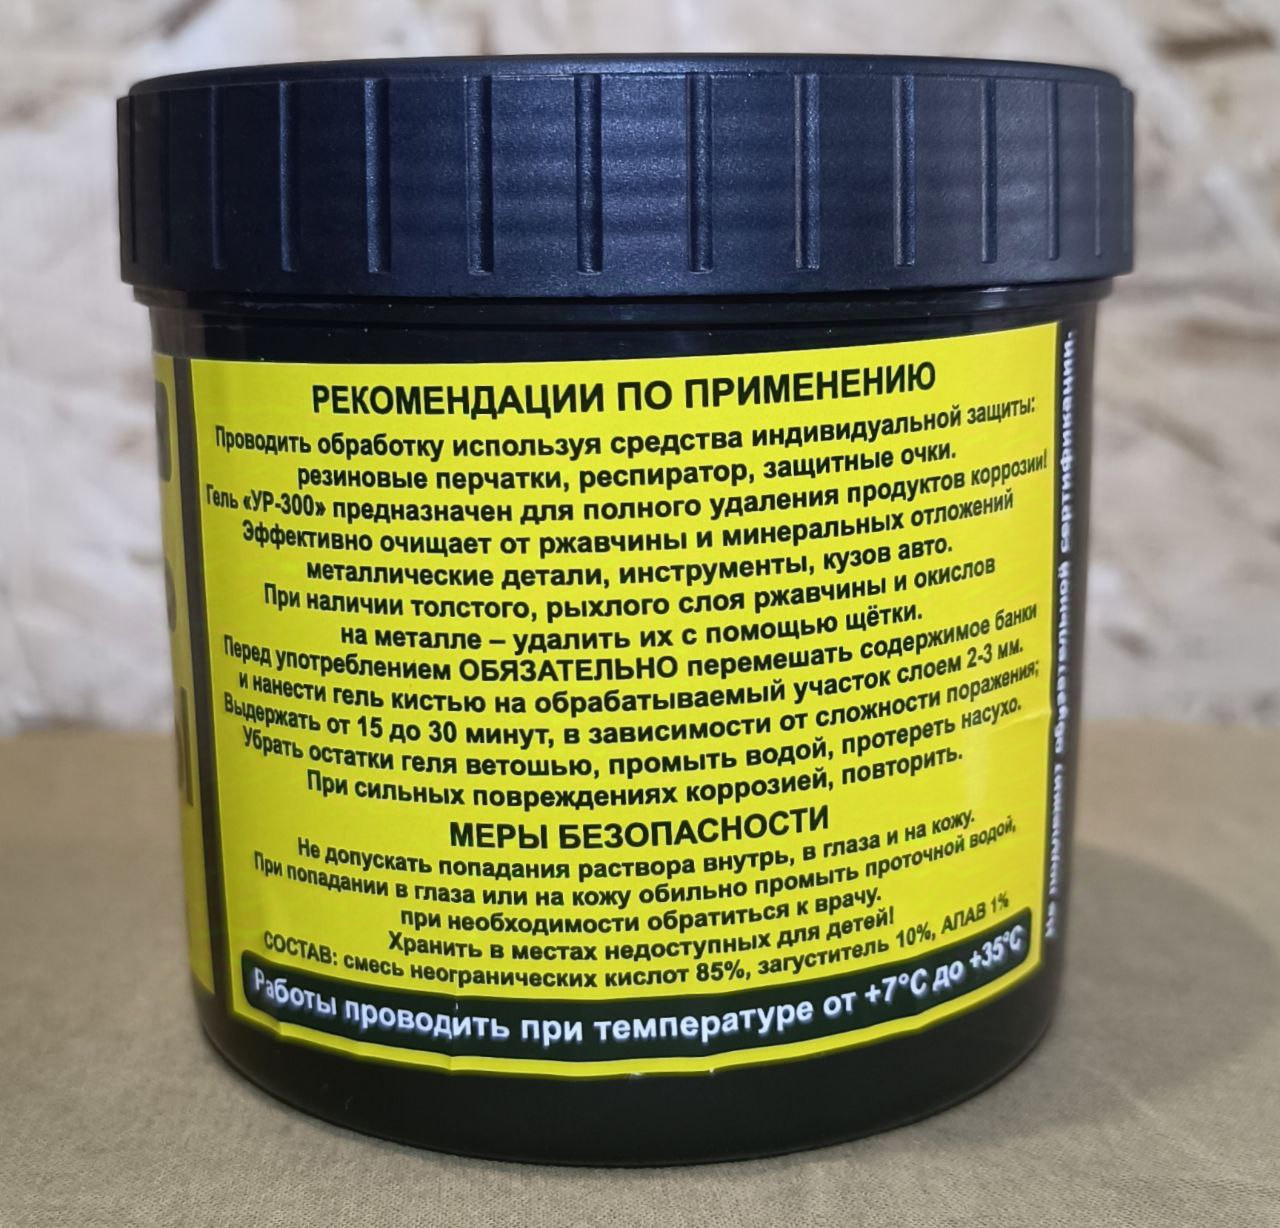 РЕКОМЕНДАЦИИ ПО ПРИМЕНЕНИЮ
Проводить обработку используя средства индивидуальной защиты:
резиновые перчатки, респиратор, защитные очки.
Гель «УР-300» предназначен для полного удаления продуктов коррозии!
Эффективно очищает от ржавчины и минеральных отложений
металлические детали, инструменты, кузов авто.
При наличии толстого, рыхлого слоя ржавчины и окислов
на металле – удалить их с помощью щётки.
Перед употреблением ОБЯЗАТЕЛЬНО перемешать содержимое банки
и нанести гель кистью на обрабатываемый участок слоем 2-3 мм.
Выдержать от 15 до 30 минут, в зависимости от сложности поражения;
Убрать остатки геля ветошью, промыть водой, протереть насухо.
При сильных повреждениях коррозией, повторить.
МЕРЫ БЕЗОПАСНОСТИ
Не допускать попадания раствора внутрь, в глаза и на кожу.
При попадании в глаза или на кожу обильно промыть проточной водой,
при необходимости обратиться к врачу.
Хранить в местах недоступных для детей!
СОСТАВ: смесь неогранических кислот 85%, загуститель 10%, АПАВ 1%
Работы проводить при температуре от +7°С до +35°С
Не подлежит обязательной сертификации.